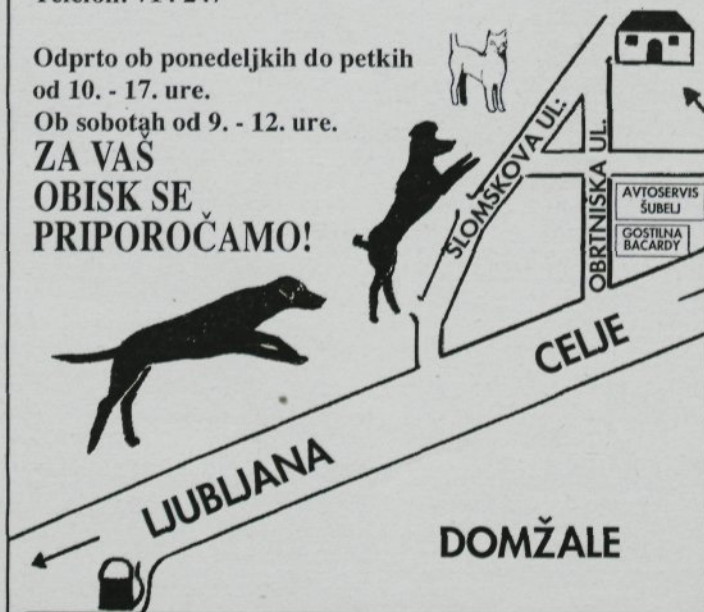 Odprto ob ponedeljkih do petkih
od 10. - 17. ure.
Ob sobotah od 9. - 12. ure.
ZA VAŠ
OBISK SE
PRIPOROČAMO!
SLOMŠKOVA UL:
OBRTNIŠKA UL.
AVTOSERVIS
ŠUBELJ
GOSTILNA
BACARDY
CELJE
LJUBLJANA
DOMŽALE